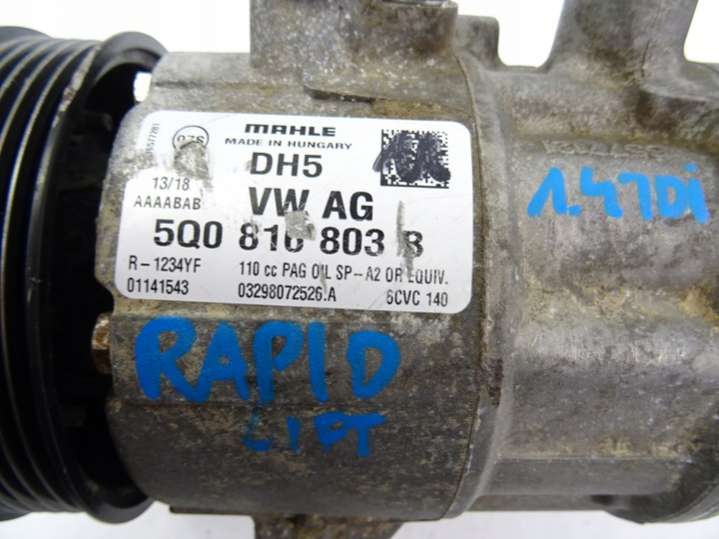 MAHLE
MADE IN HUNGARY
DH5
13/18
AAAABAB
VW AG
5Q0 816 803 B
R-1234YF
110 cc PAG OIL SP-A2 OR EQUIV.
01141543
03298072526.A
6CVC 140
1.4TDi
RAPID
LIFT